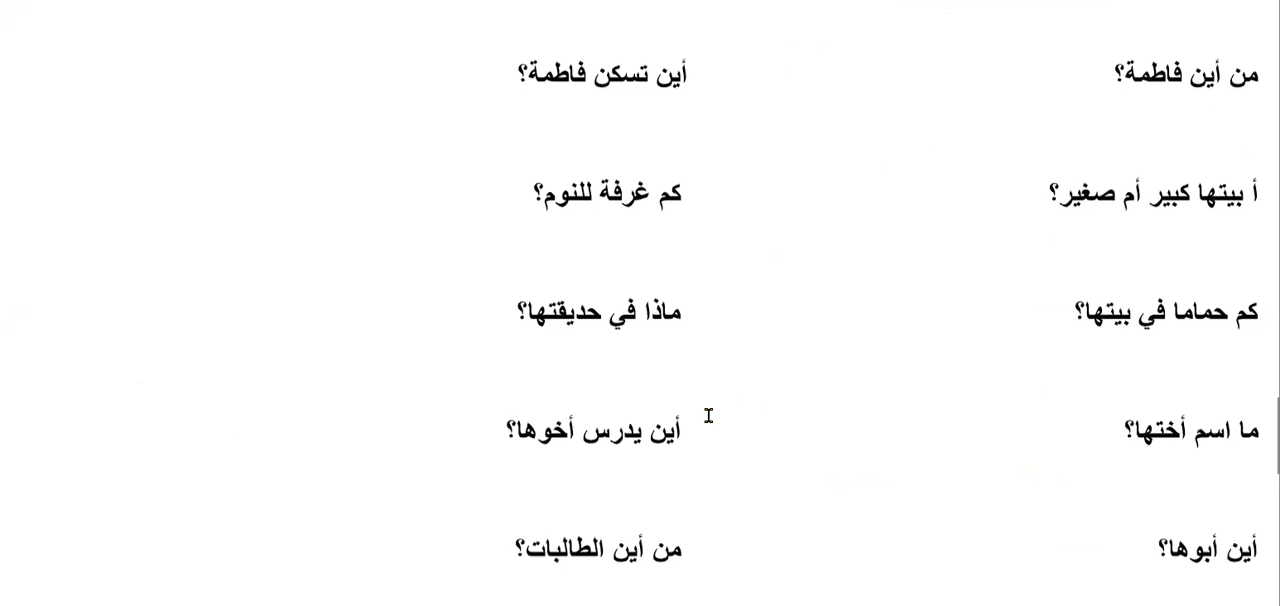 من أين فاطمة؟ أين تسكن فاطمة؟
أ بيتها كبير أم صغير؟ كم غرفة للنوم؟
كم حماما في بيتها؟ ماذا في حديقتها؟
ما اسم أختها؟ أين يدرس أخوها؟
أين أبوها؟ من أين الطالبات؟